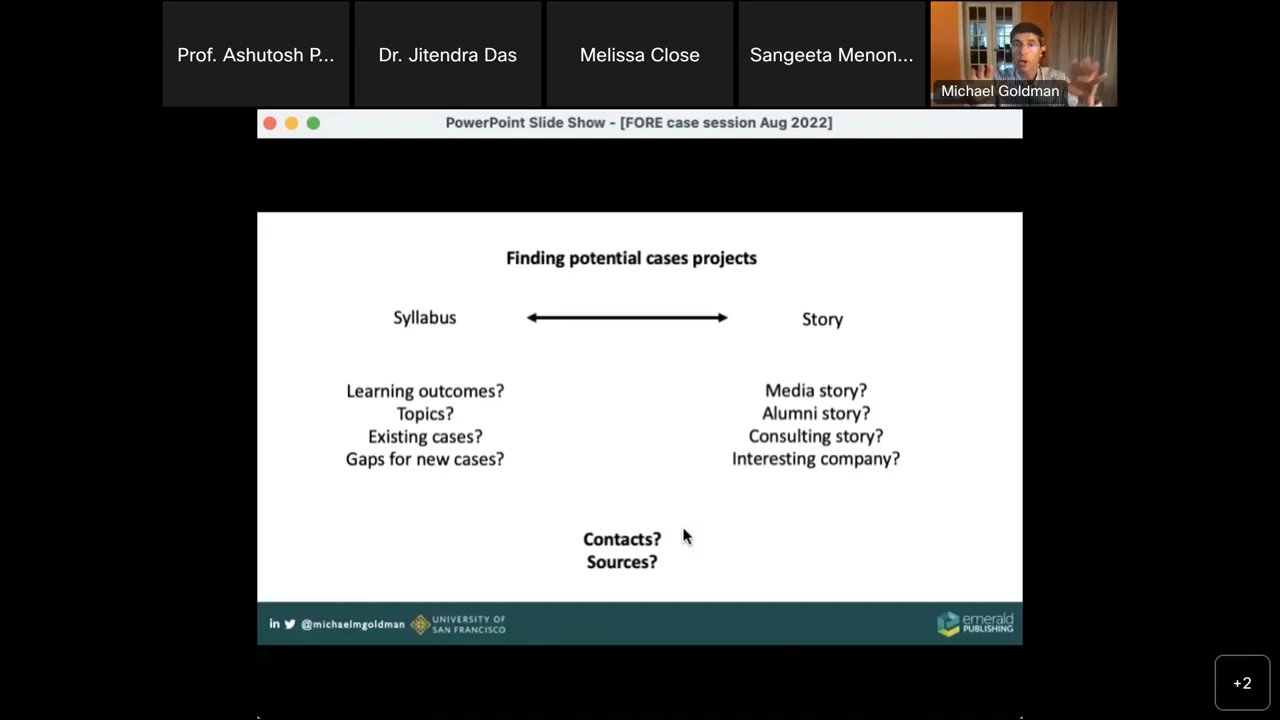 Prof. Ashutosh P...
Dr. Jitendra Das
Melissa Close
Sangeeta Menon...
Michael Goldman
PowerPoint Slide Show - [FORE case session Aug 2022]
Finding potential cases projects
Syllabus
Story
Learning outcomes?
Topics?
Existing cases?
Gaps for new cases?
Media story?
Alumni story?
Consulting story?
Interesting company?
Contacts?
Sources?
in @michaelmgoldman
UNIVERSITY OF
SAN FRANCISCO
emerald
PUBLISHING
+2